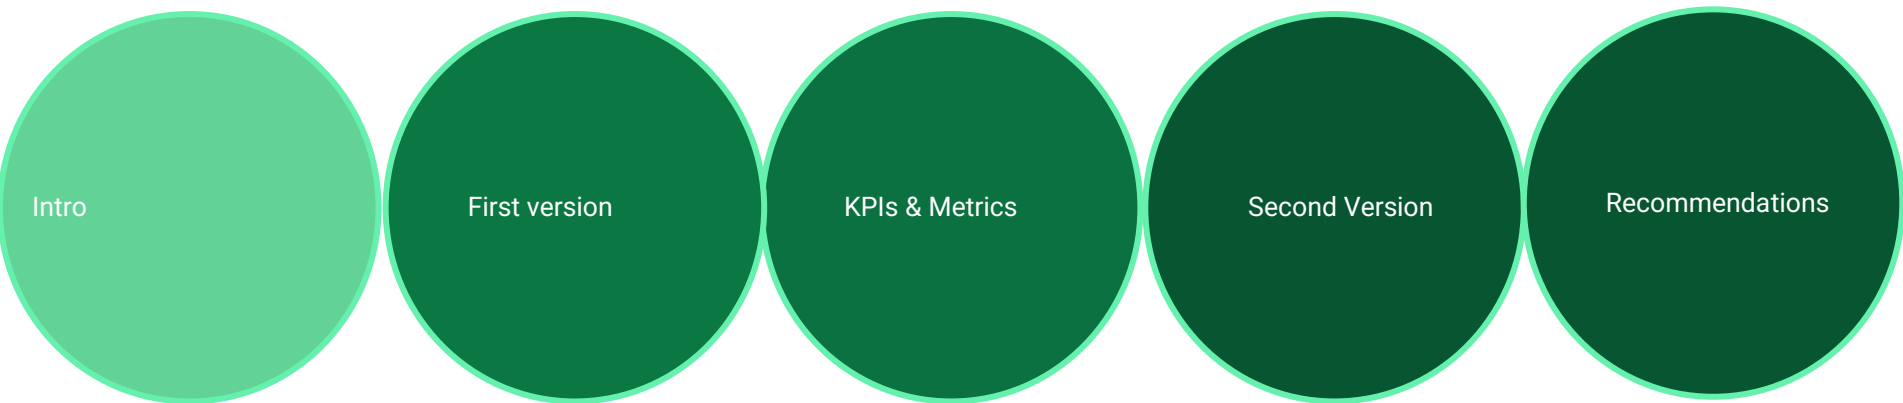 Intro
First version
KPIs & Metrics
Second Version
Recommendations